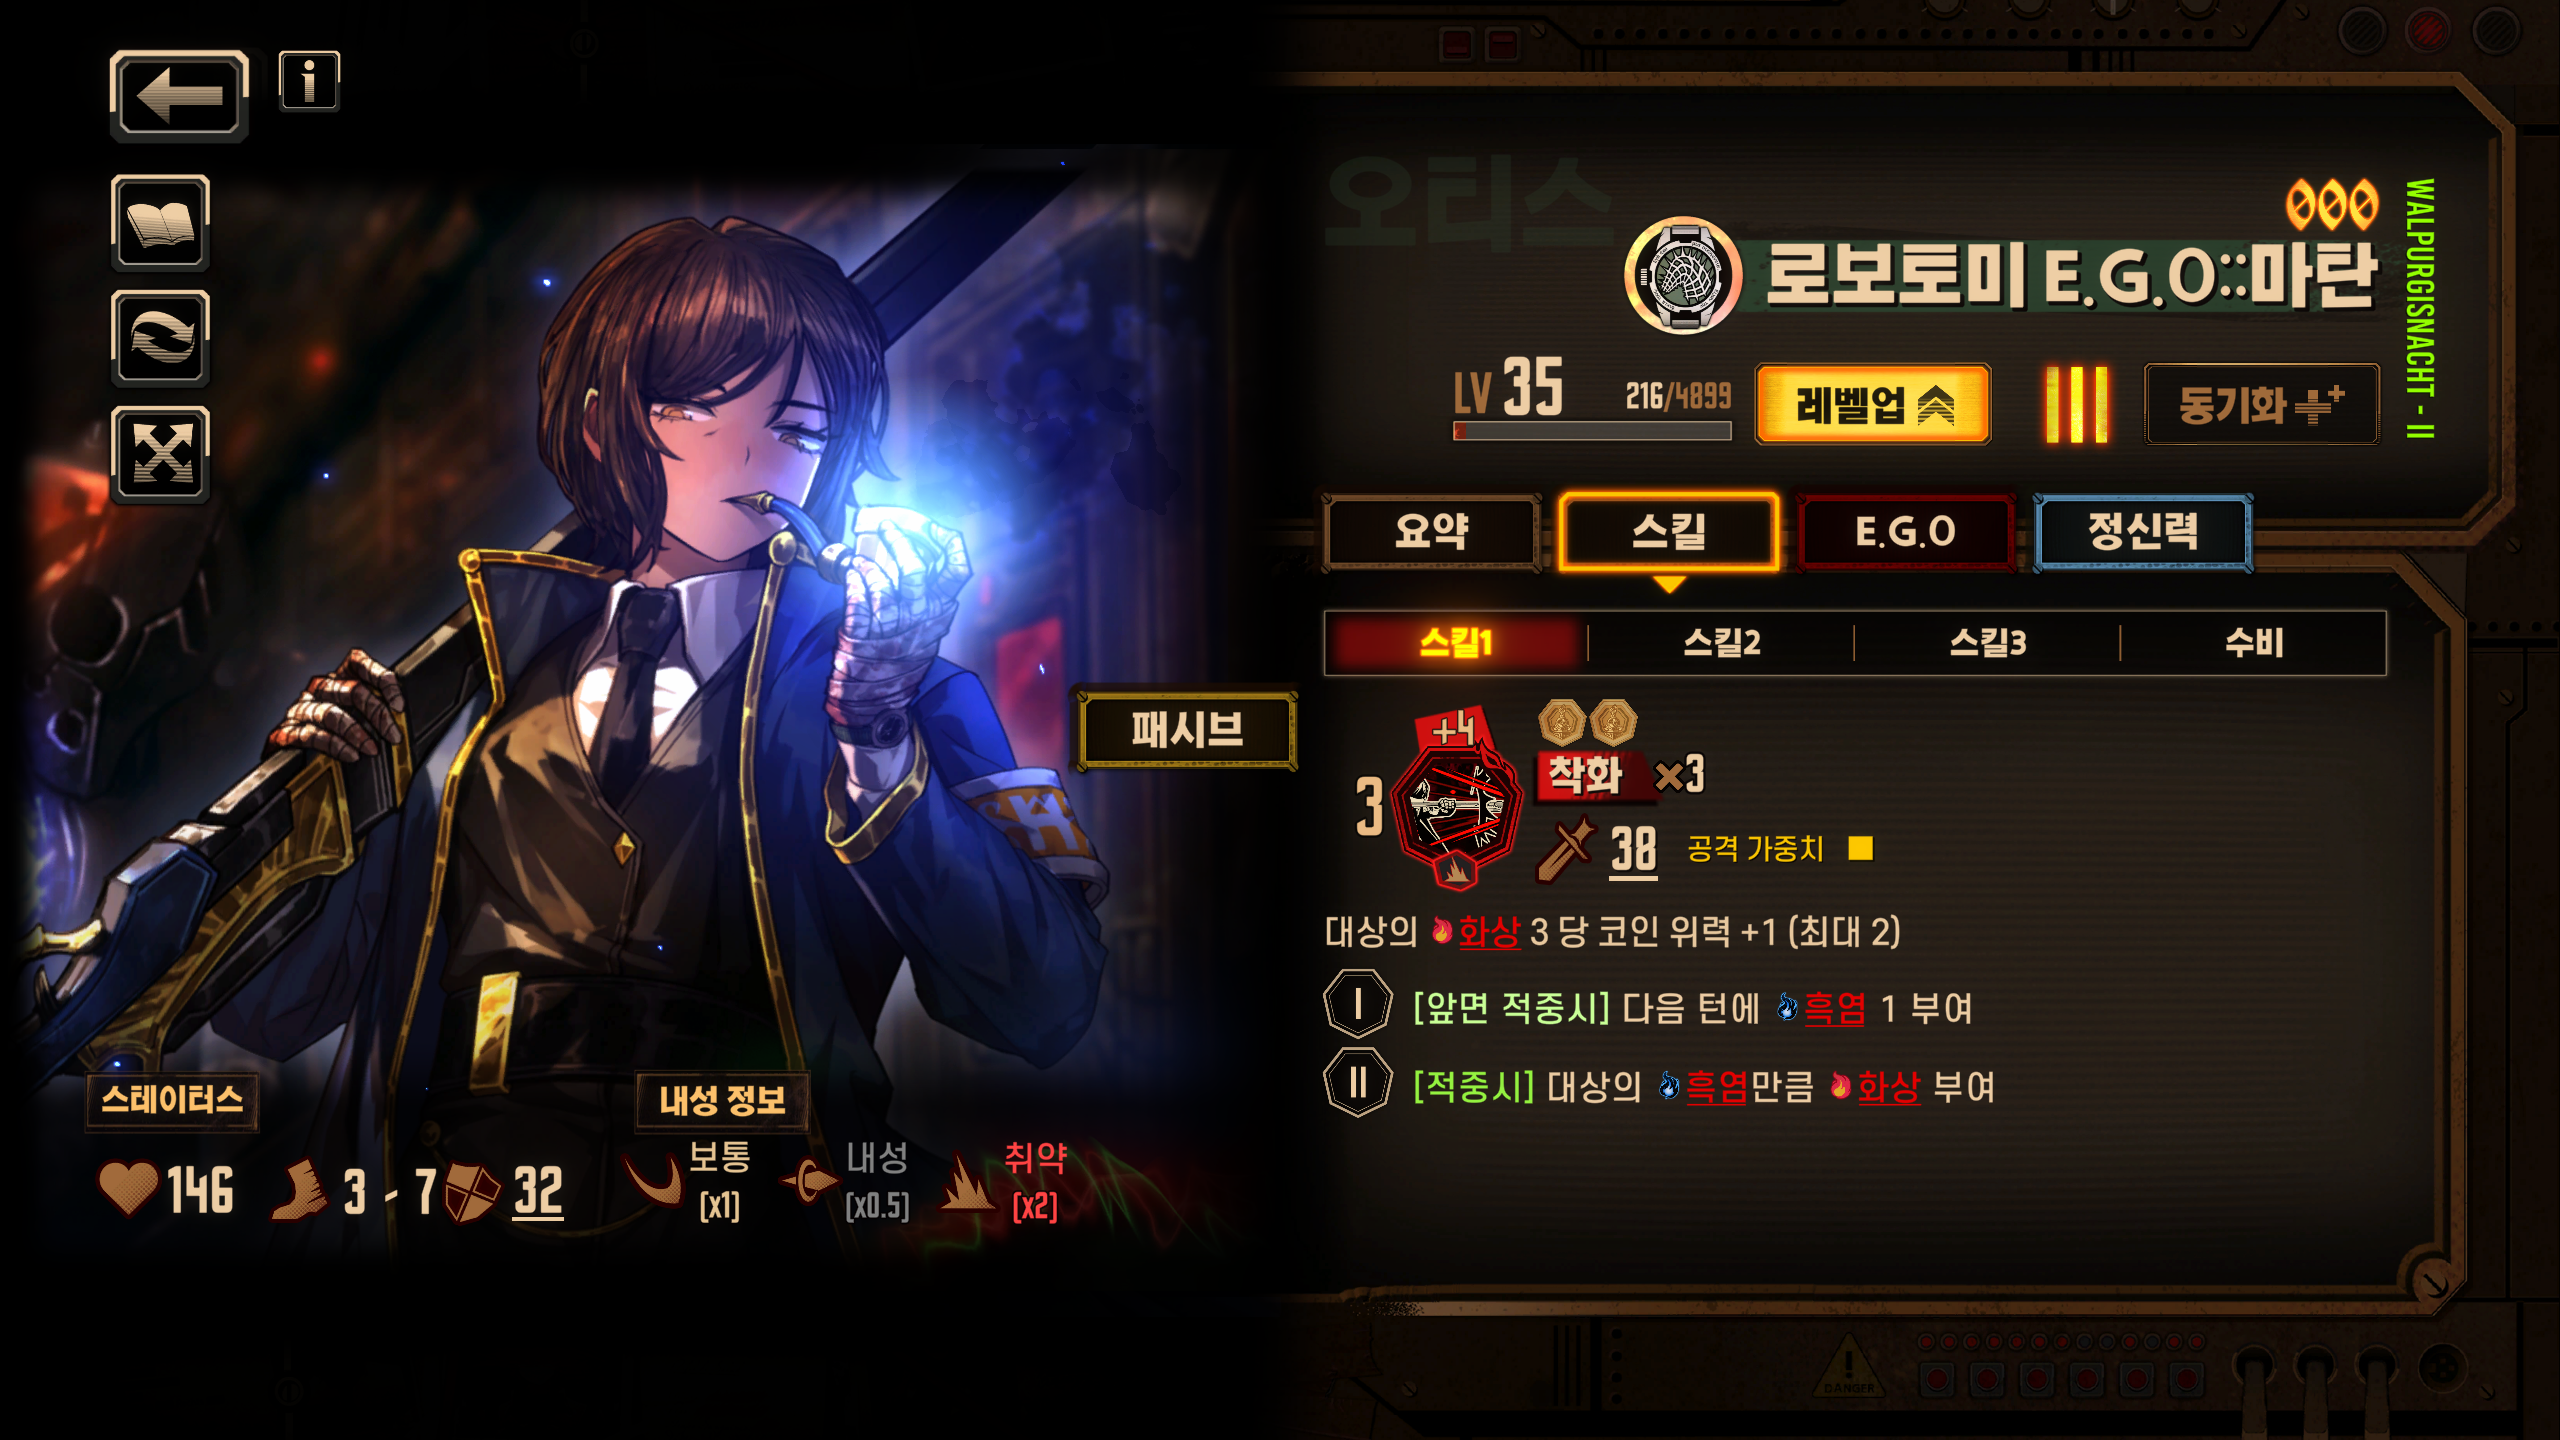 오티스
로보토미 E.G.O::마탄
WALPURGISNACHT - II
LV 35
216/4899
레벨업
동기화
요약
스킬
E.G.O
정신력
스킬1
스킬2
스킬3
수비
패시브
+4
3
착화 ×3
38
공격 가중치
대상의 화상 3 당 코인 위력 +1 (최대 2)
I
[앞면 적중시] 다음 턴에 흑염 1 부여
II
[적중시] 대상의 흑염만큼 화상 부여
스테이터스
146
3 - 7
32
내성 정보
보통
[x1]
내성
[x0.5]
취약
[x2]
DANGER